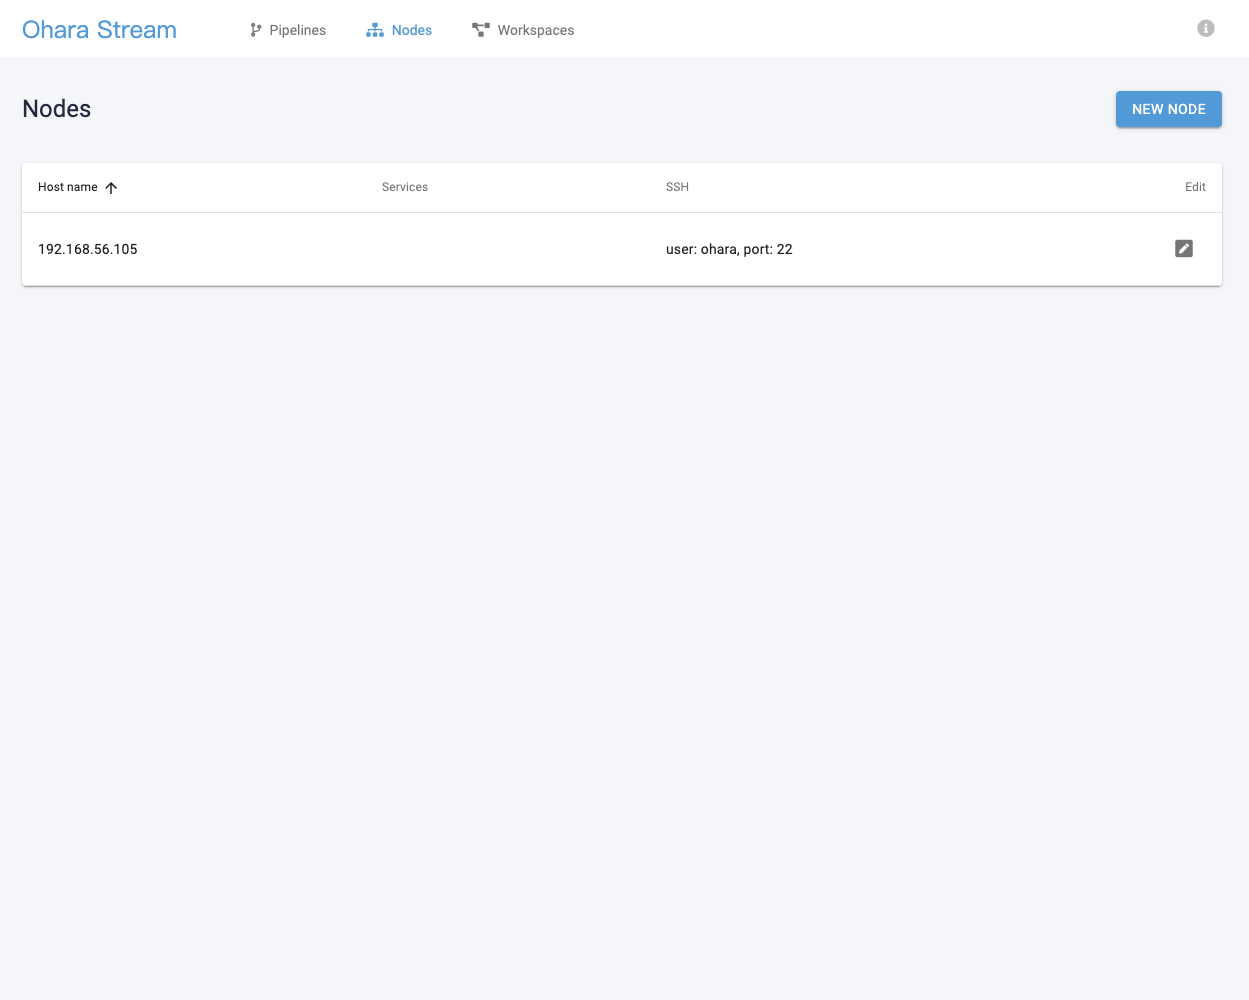 Ohara Stream Pipelines Nodes Workspaces
Nodes NEW NODE
Host name Services SSH Edit
192.168.56.105 user: ohara, port: 22